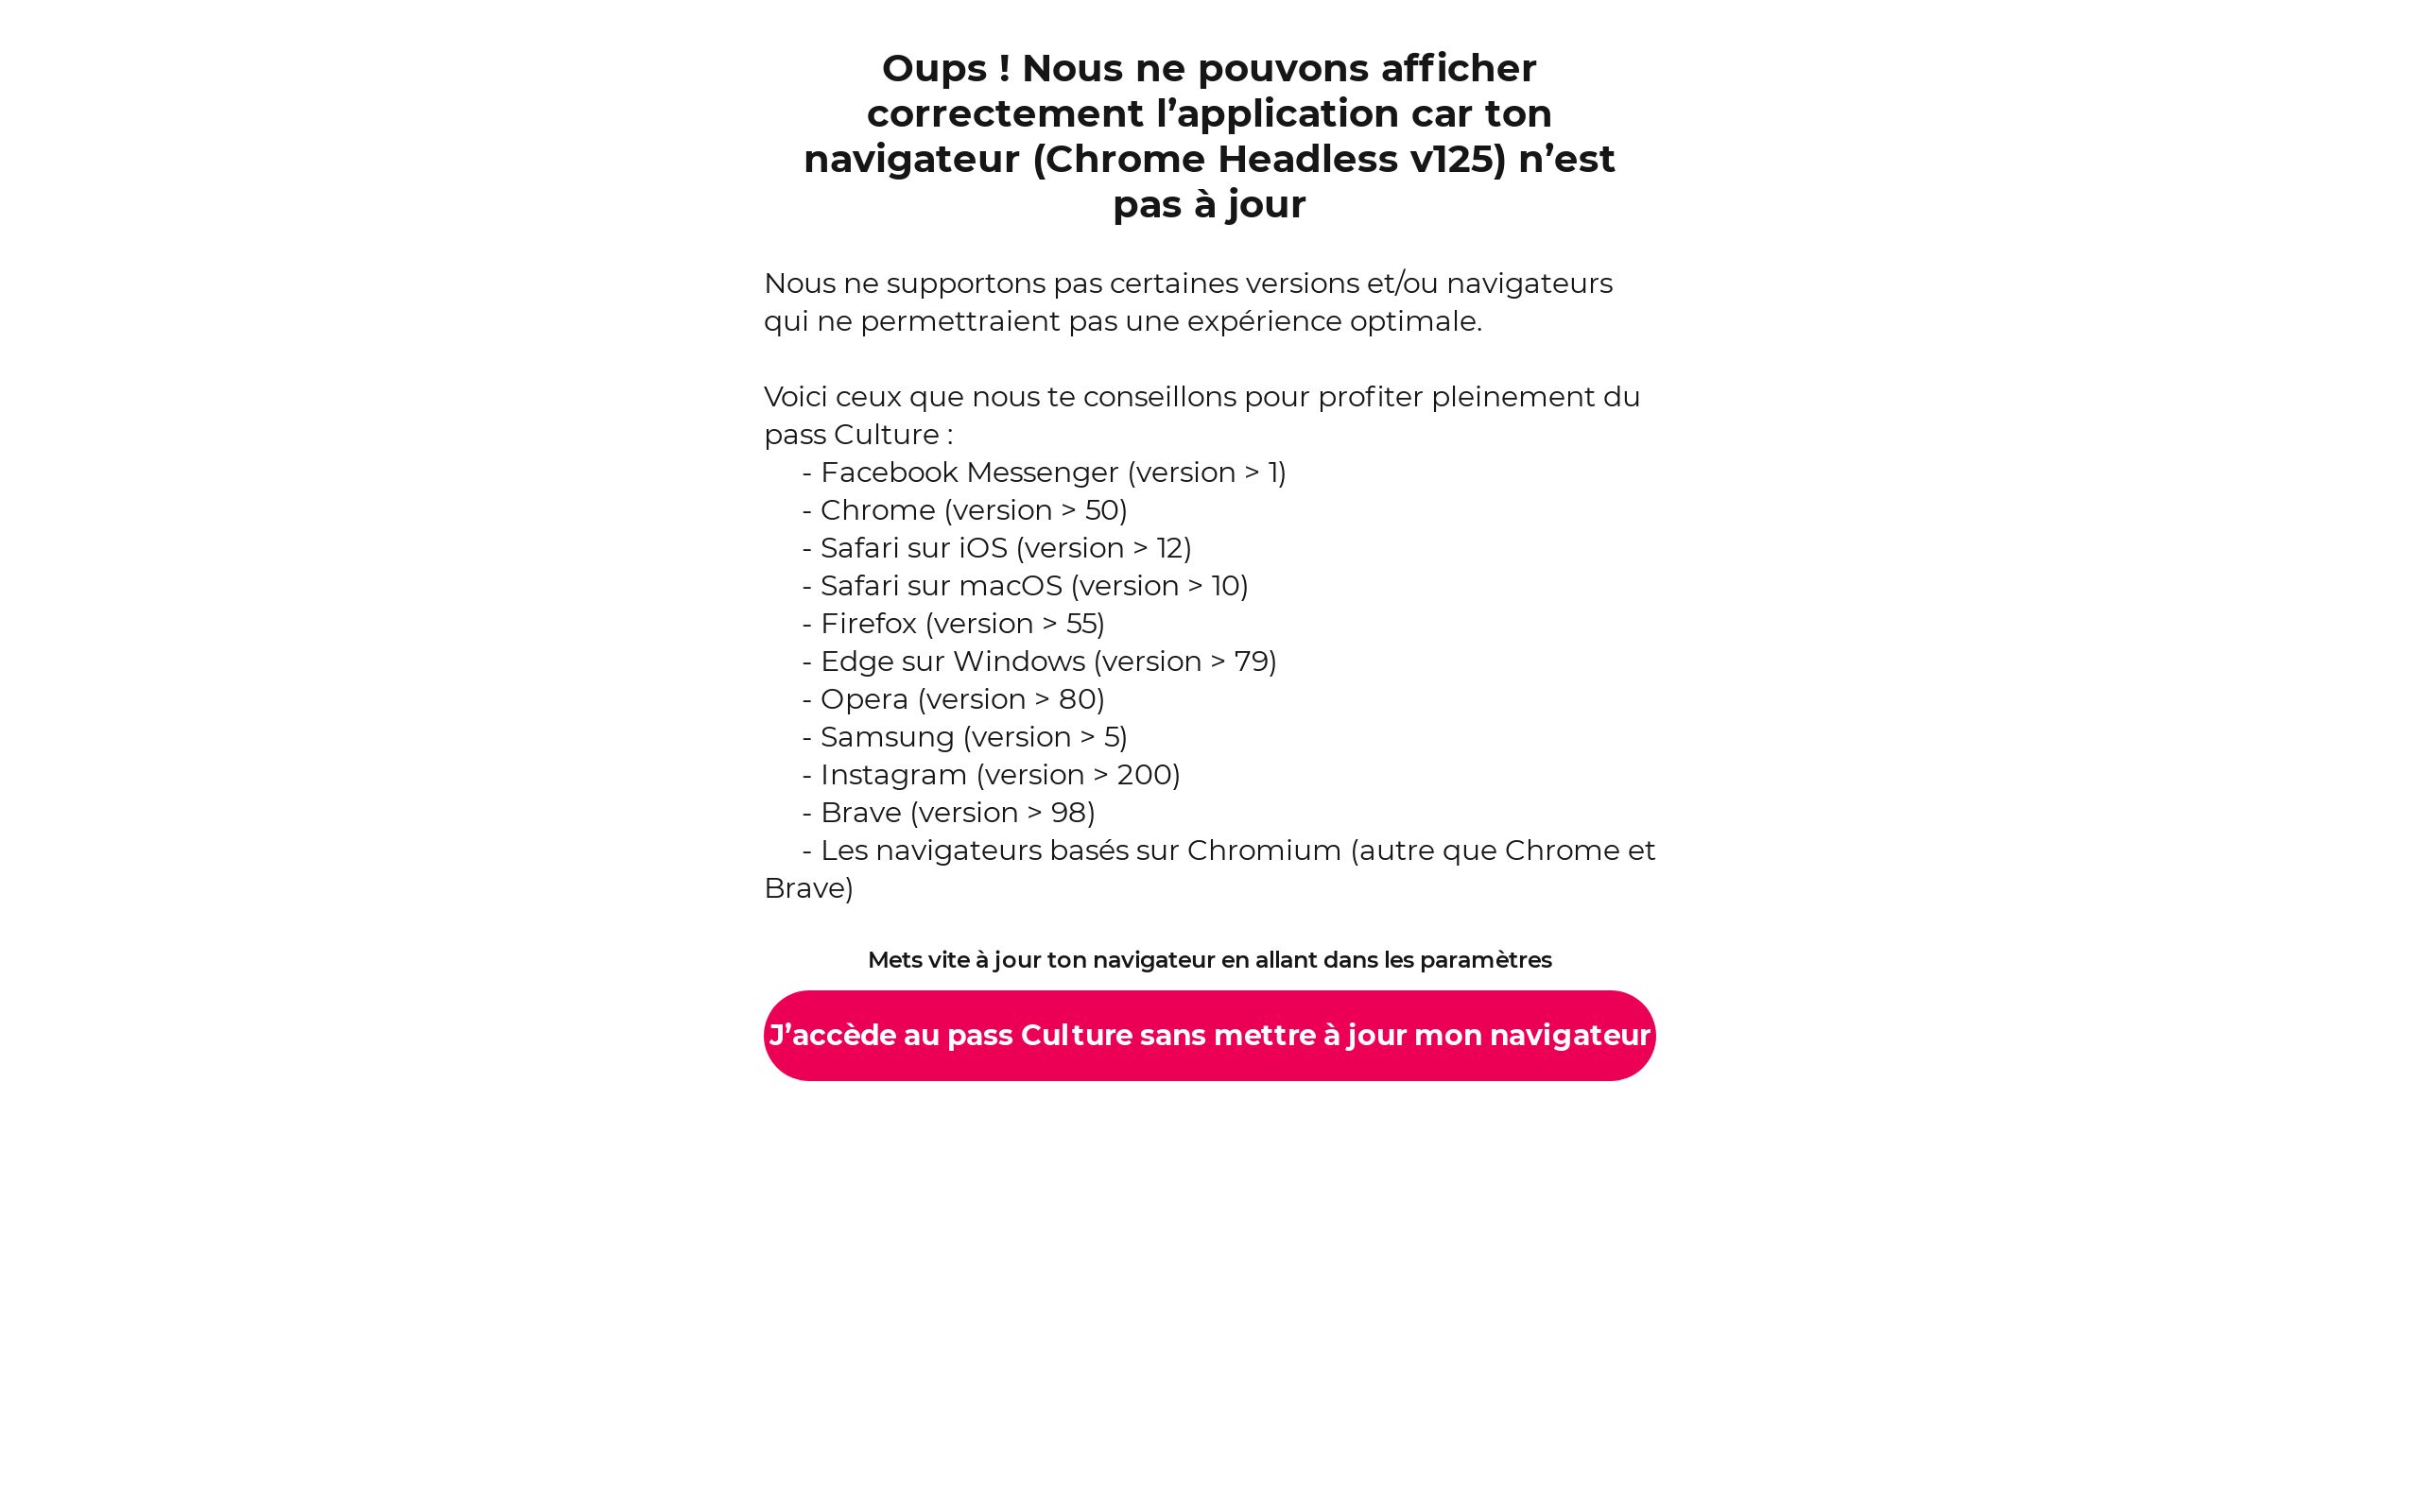 Oups ! Nous ne pouvons afficher
correctement l’application car ton
navigateur (Chrome Headless v125) n’est
pas à jour
Nous ne supportons pas certaines versions et/ou navigateurs
qui ne permettraient pas une expérience optimale.
Voici ceux que nous te conseillons pour profiter pleinement du
pass Culture :
- Facebook Messenger (version > 1)
- Chrome (version > 50)
- Safari sur iOS (version > 12)
- Safari sur macOS (version > 10)
- Firefox (version > 55)
- Edge sur Windows (version > 79)
- Opera (version > 80)
- Samsung (version > 5)
- Instagram (version > 200)
- Brave (version > 98)
- Les navigateurs basés sur Chromium (autre que Chrome et
Brave)
Mets vite à jour ton navigateur en allant dans les paramètres
J’accède au pass Culture sans mettre à jour mon navigateur